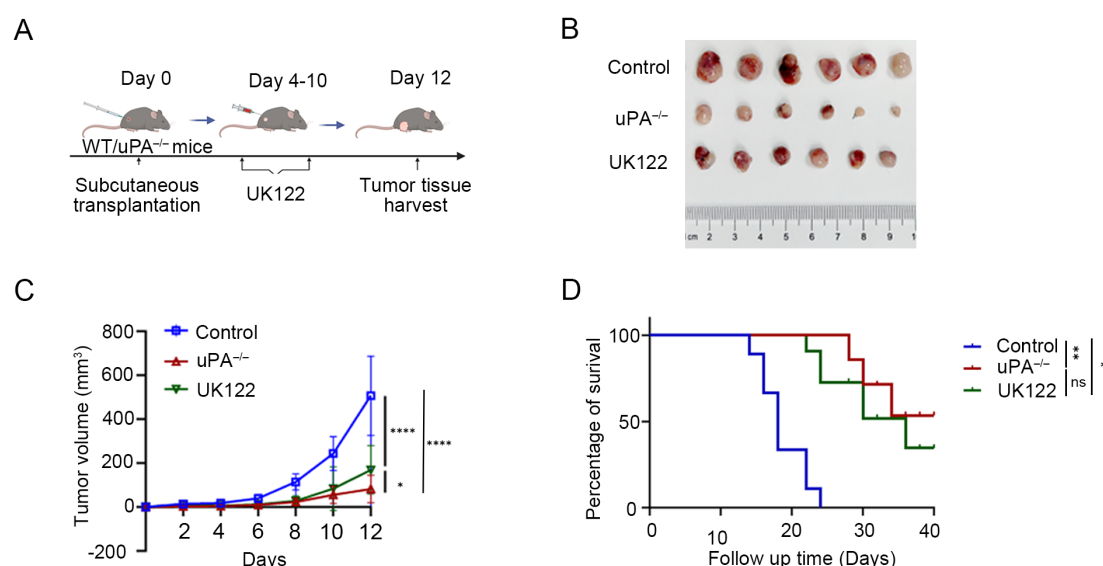 A
Day 0
Day 4-10
Day 12
WT/uPA⁻/⁻ mice
Subcutaneous
transplantation
UK122
Tumor tissue
harvest
B
Control
uPA⁻/⁻
UK122
cm 2 3 4 5 6 7 8 9 1
C
Tumor volume (mm³)
800
600
400
200
0
-200
2 4 6 8 10 12
Days
Control
uPA⁻/⁻
UK122
****
*
****
D
Percentage of survival
100
50
0
0 10 20 30 40
Follow up time (Days)
Control
uPA⁻/⁻
UK122
**
ns